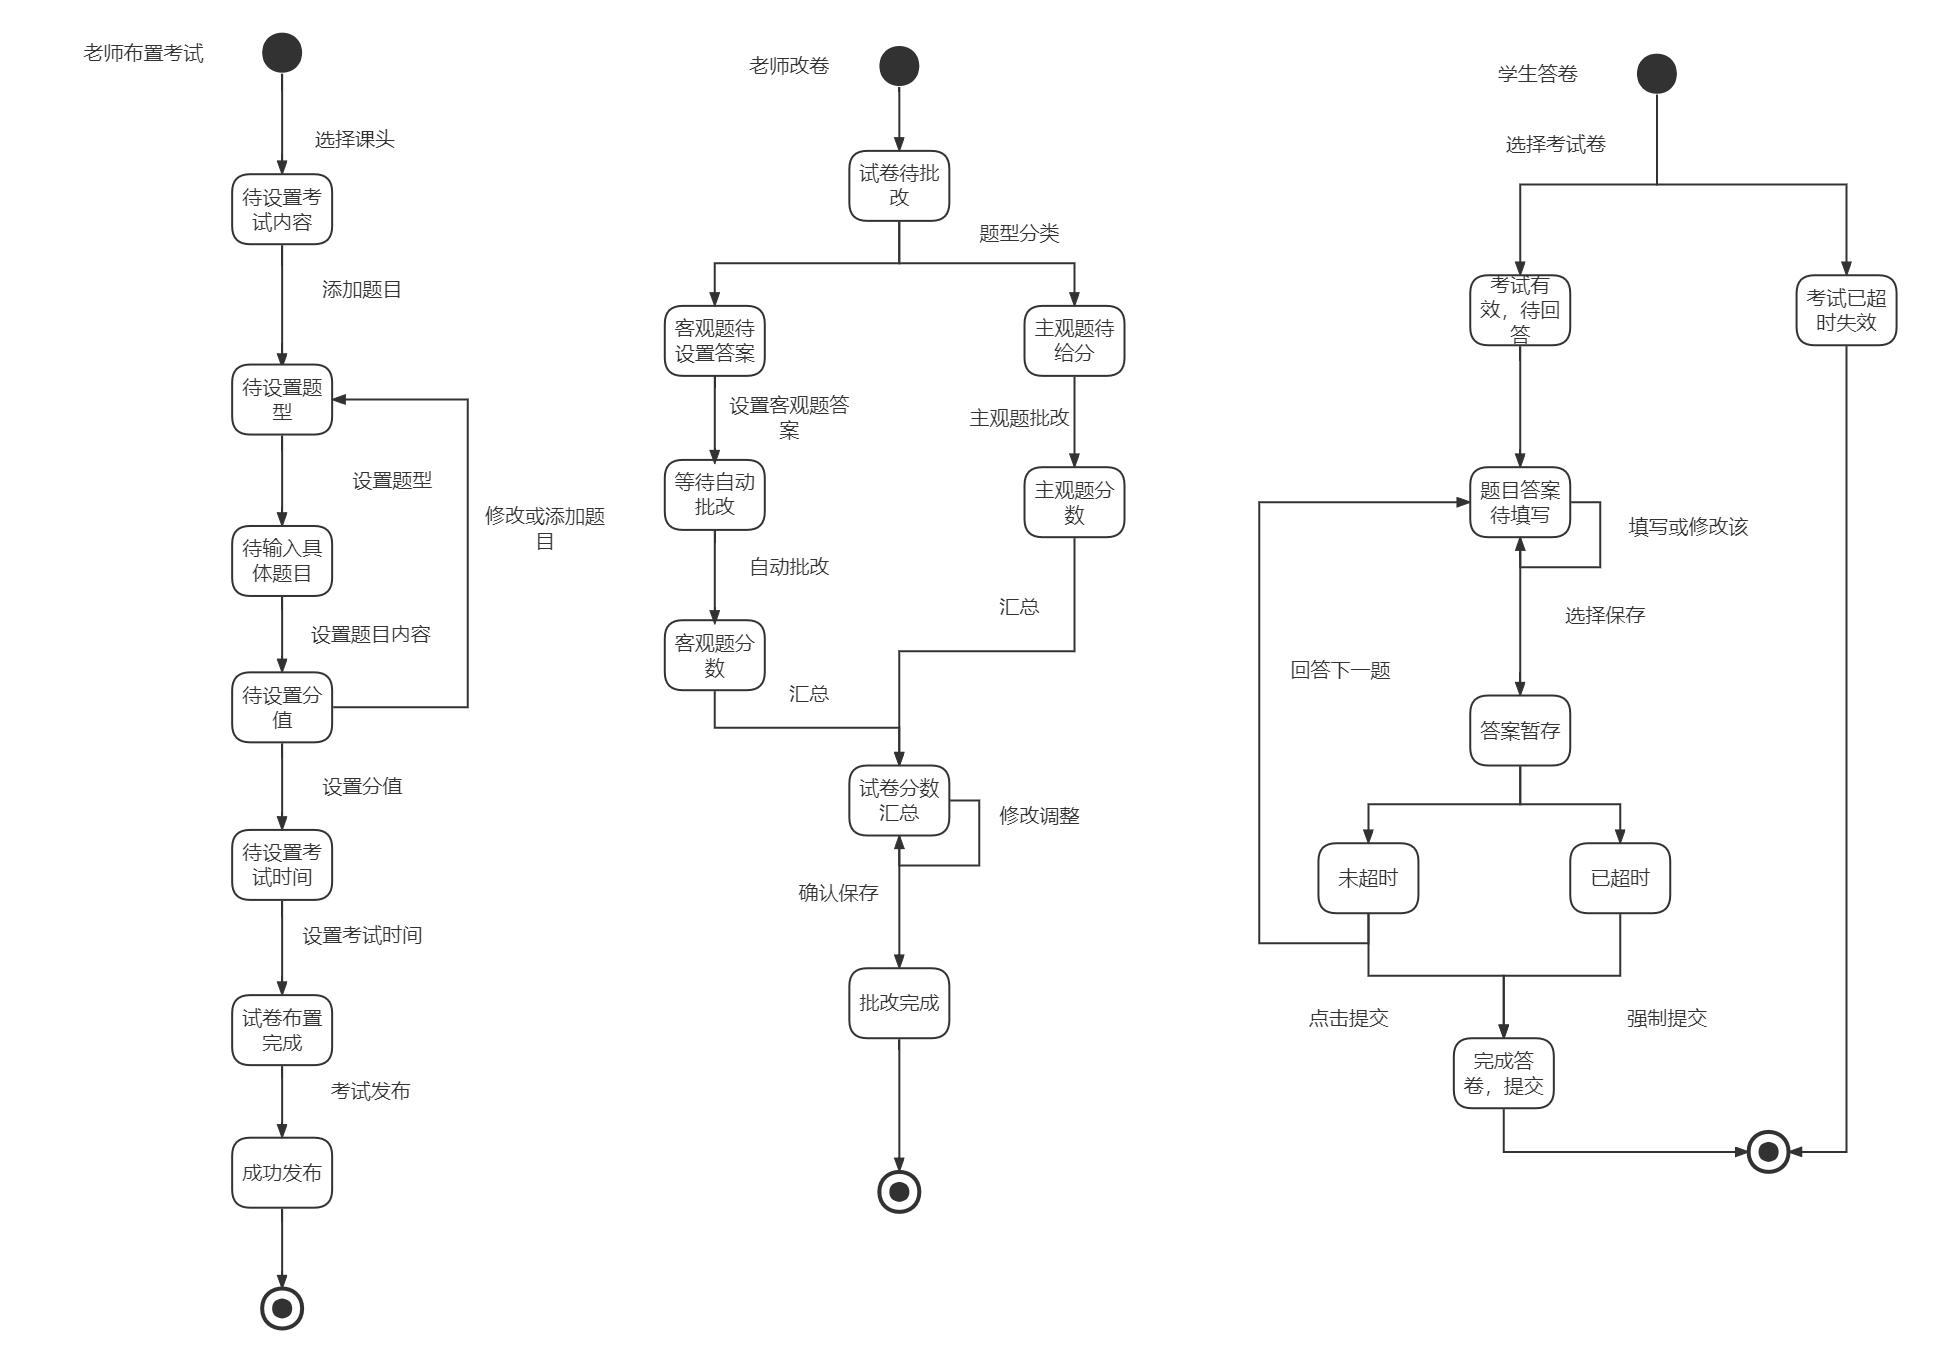 老师布置考试
选择课头
待设置考
试内容
添加题目
待设置题
型
设置题型
修改或添加题
目
待输入具
体题目
设置题目内容
待设置分
值
设置分值
待设置考
试时间
设置考试时间
试卷布置
完成
考试发布
成功发布
老师改卷
试卷待批
改
题型分类
客观题待
设置答案
主观题待
给分
设置客观题答
案
主观题批改
等待自动
批改
主观题分
数
自动批改
汇总
客观题分
数
汇总
试卷分数
汇总
修改调整
确认保存
批改完成
学生答卷
选择考试卷
考试有
效，待回
答
考试已超
时失效
题目答案
待填写
填写或修改该
选择保存
回答下一题
答案暂存
未超时
已超时
点击提交
强制提交
完成答
卷，提交